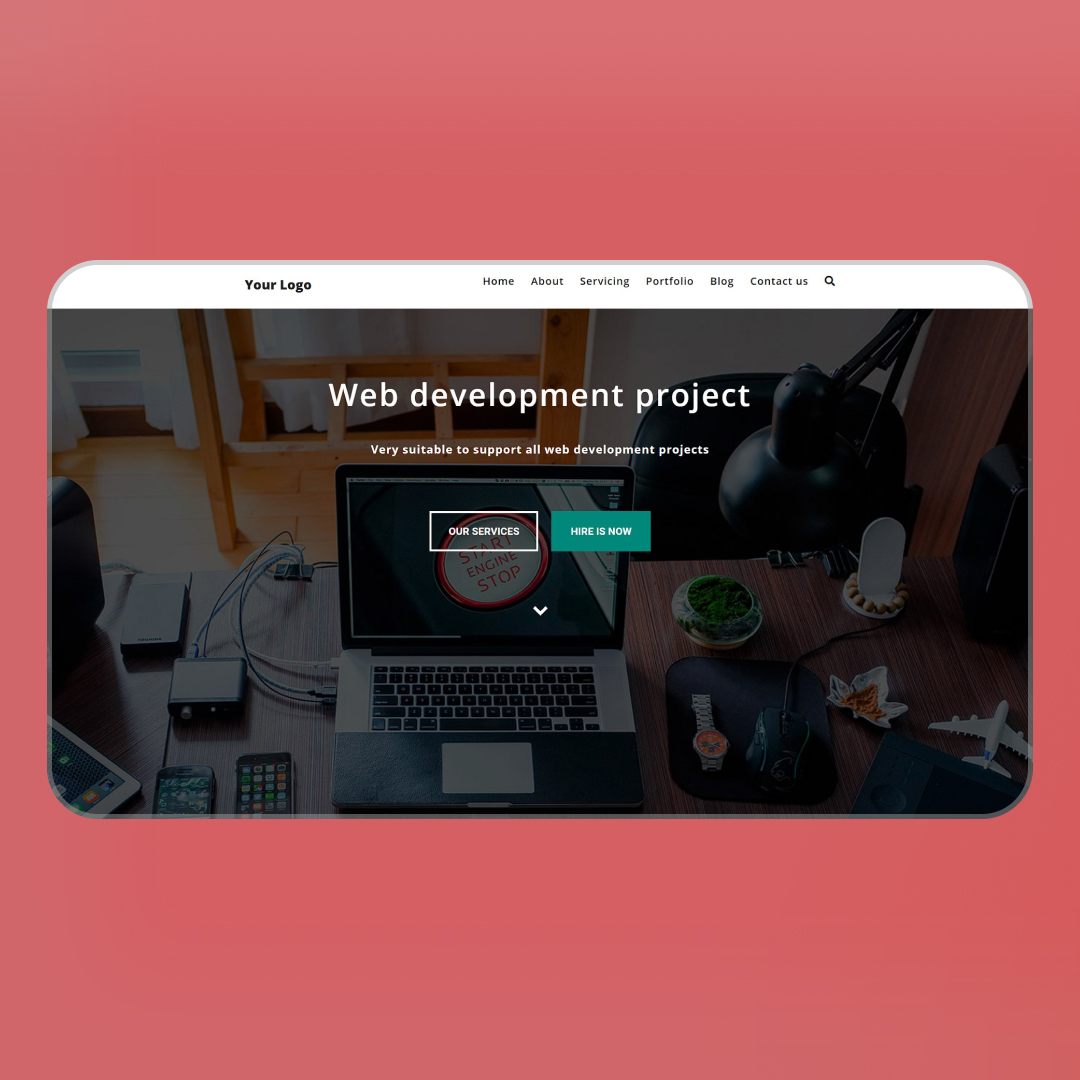 Your Logo
Home About Servicing Portfolio Blog Contact us
Web development project
Very suitable to support all web development projects
OUR SERVICES HIRE IS NOW
START
ENGINE
STOP